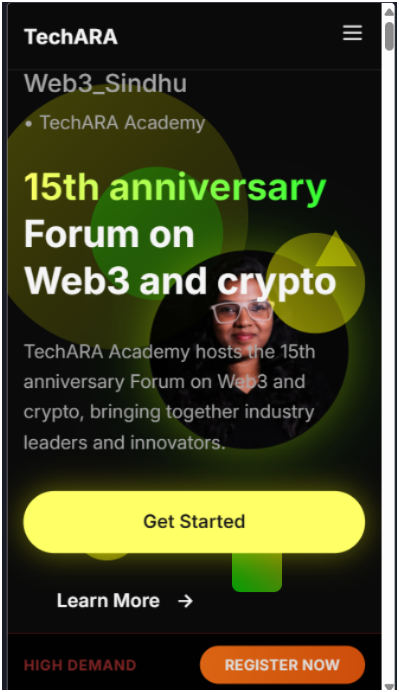 TechARA
Web3_Sindhu
• TechARA Academy
15th anniversary
Forum on
Web3 and crypto
TechARA Academy hosts the 15th
anniversary Forum on Web3 and
crypto, bringing together industry
leaders and innovators.
Get Started
Learn More →
HIGH DEMAND
REGISTER NOW